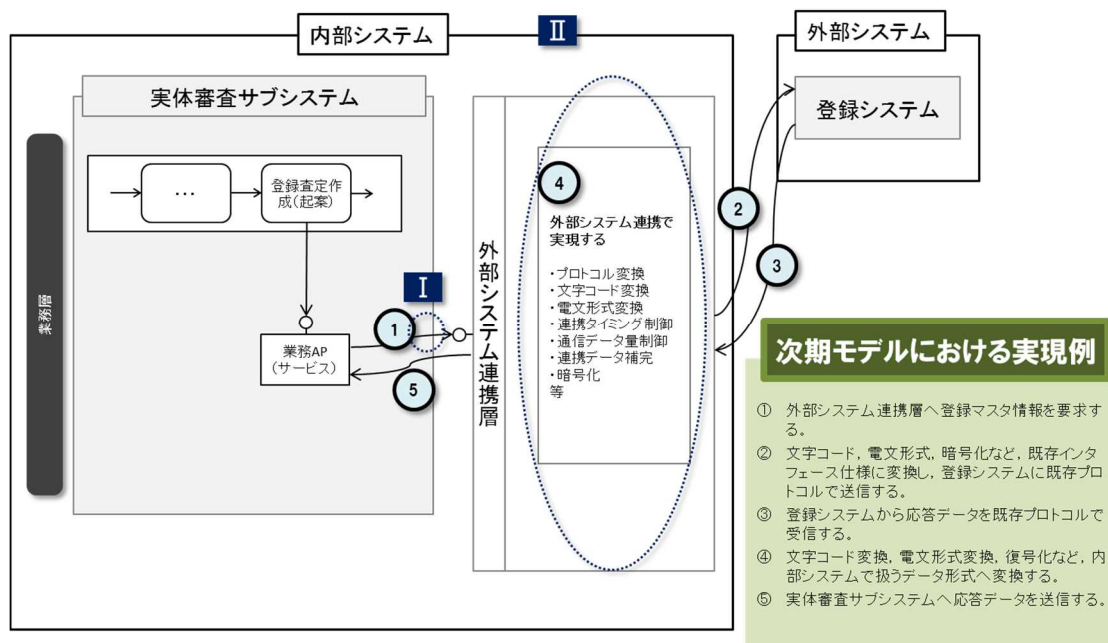 内部システム
Ⅱ
外部システム
実体審査サブシステム
登録システム
業務層
…
登録査定作
成(起案)
業務AP
(サービス)
Ⅰ
①
⑤
外部システム連携層
④
外部システム連携で
実現する
・プロトコル変換
・文字コード変換
・電文形式変換
・連携タイミング制御
・通信データ量制御
・連携データ補完
・暗号化
等
②
③
次期モデルにおける実現例
① 外部システム連携層へ登録マスタ情報を要求す
る。
② 文字コード, 電文形式, 暗号化など, 既存インタ
フェース仕様に変換し, 登録システムに既存プロ
トコルで送信する。
③ 登録システムから応答データを既存プロトコルで
受信する。
④ 文字コード変換, 電文形式変換, 復号化など, 内
部システムで扱うデータ形式へ変換する。
⑤ 実体審査サブシステムへ応答データを送信する。